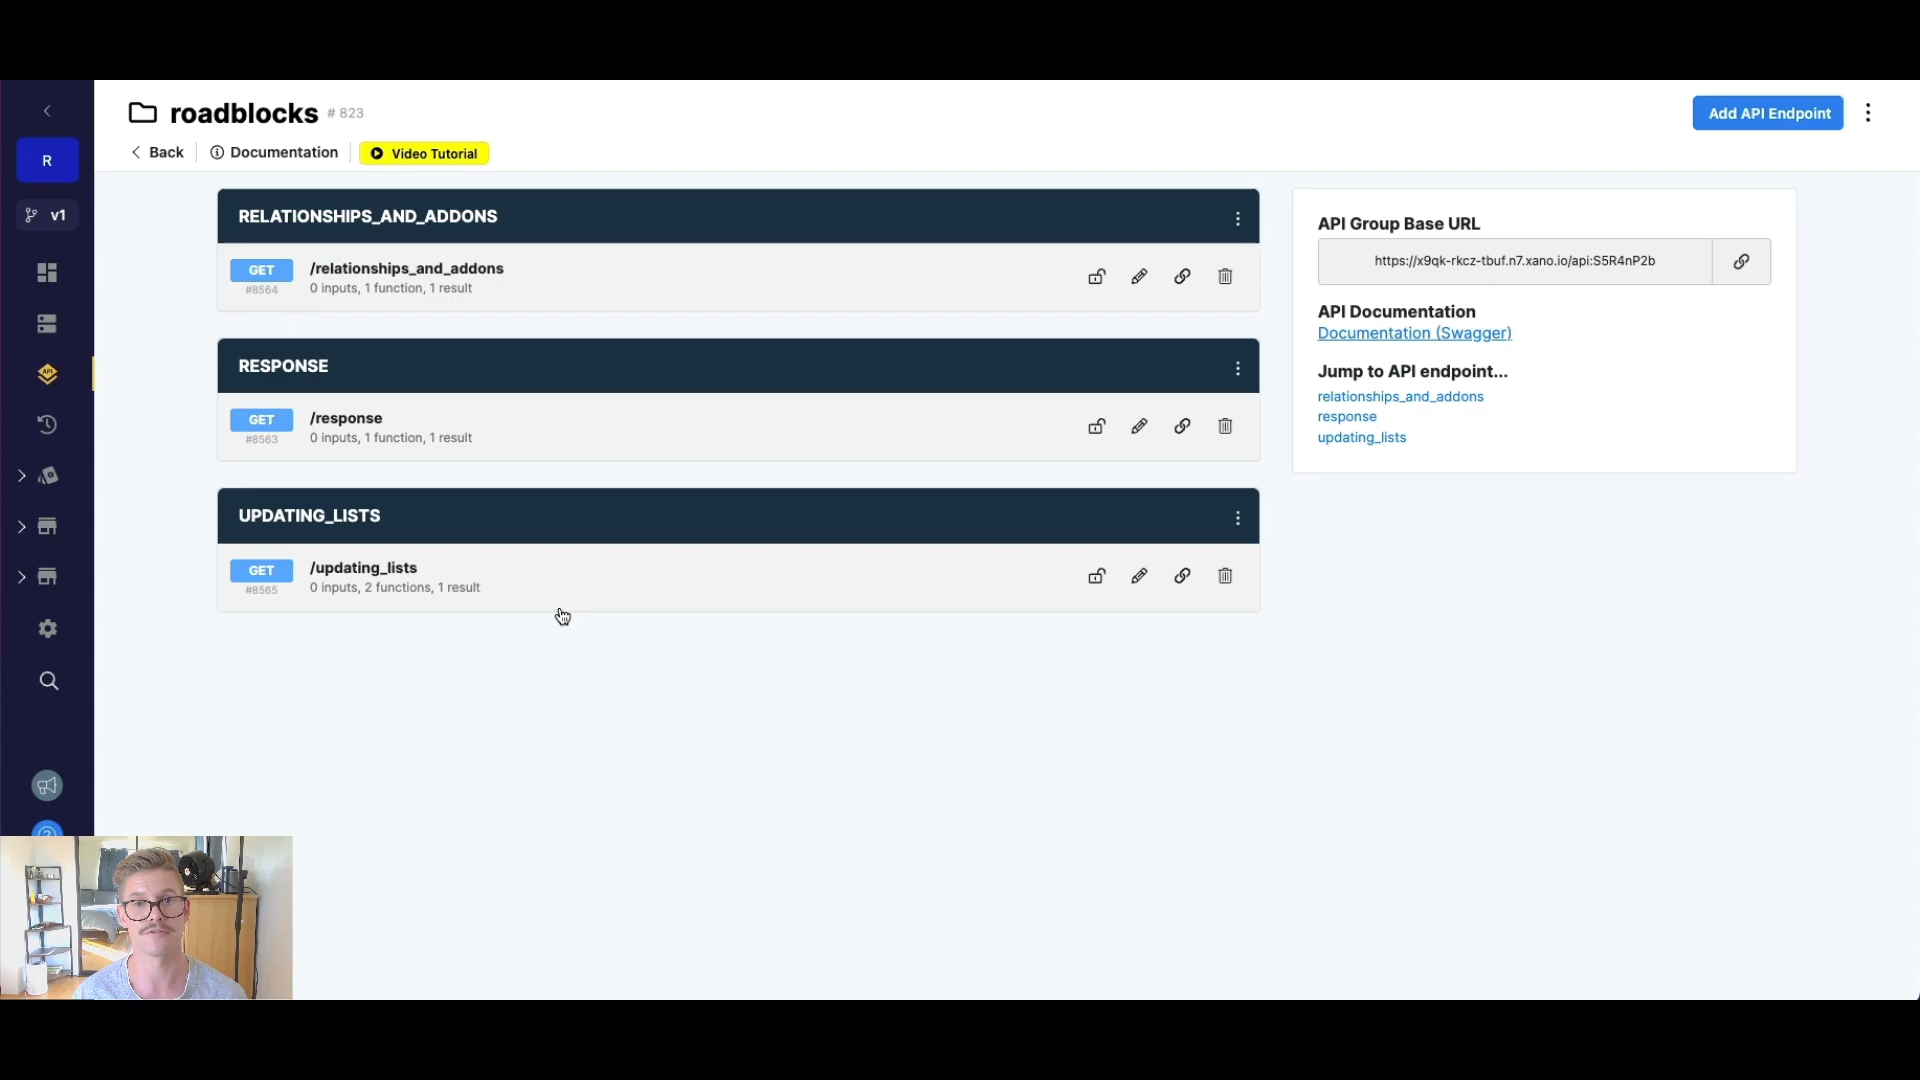 roadblocks # 823
Add API Endpoint
Back
Documentation
Video Tutorial
R
v1
API
RELATIONSHIPS_AND_ADDONS
GET
#8564
/relationships_and_addons
0 inputs, 1 function, 1 result
RESPONSE
GET
#8563
/response
0 inputs, 1 function, 1 result
UPDATING_LISTS
GET
#8565
/updating_lists
0 inputs, 2 functions, 1 result
API Group Base URL
https://x9qk-rkcz-tbuf.n7.xano.io/api:S5R4nP2b
API Documentation
Documentation (Swagger)
Jump to API endpoint...
relationships_and_addons
response
updating_lists